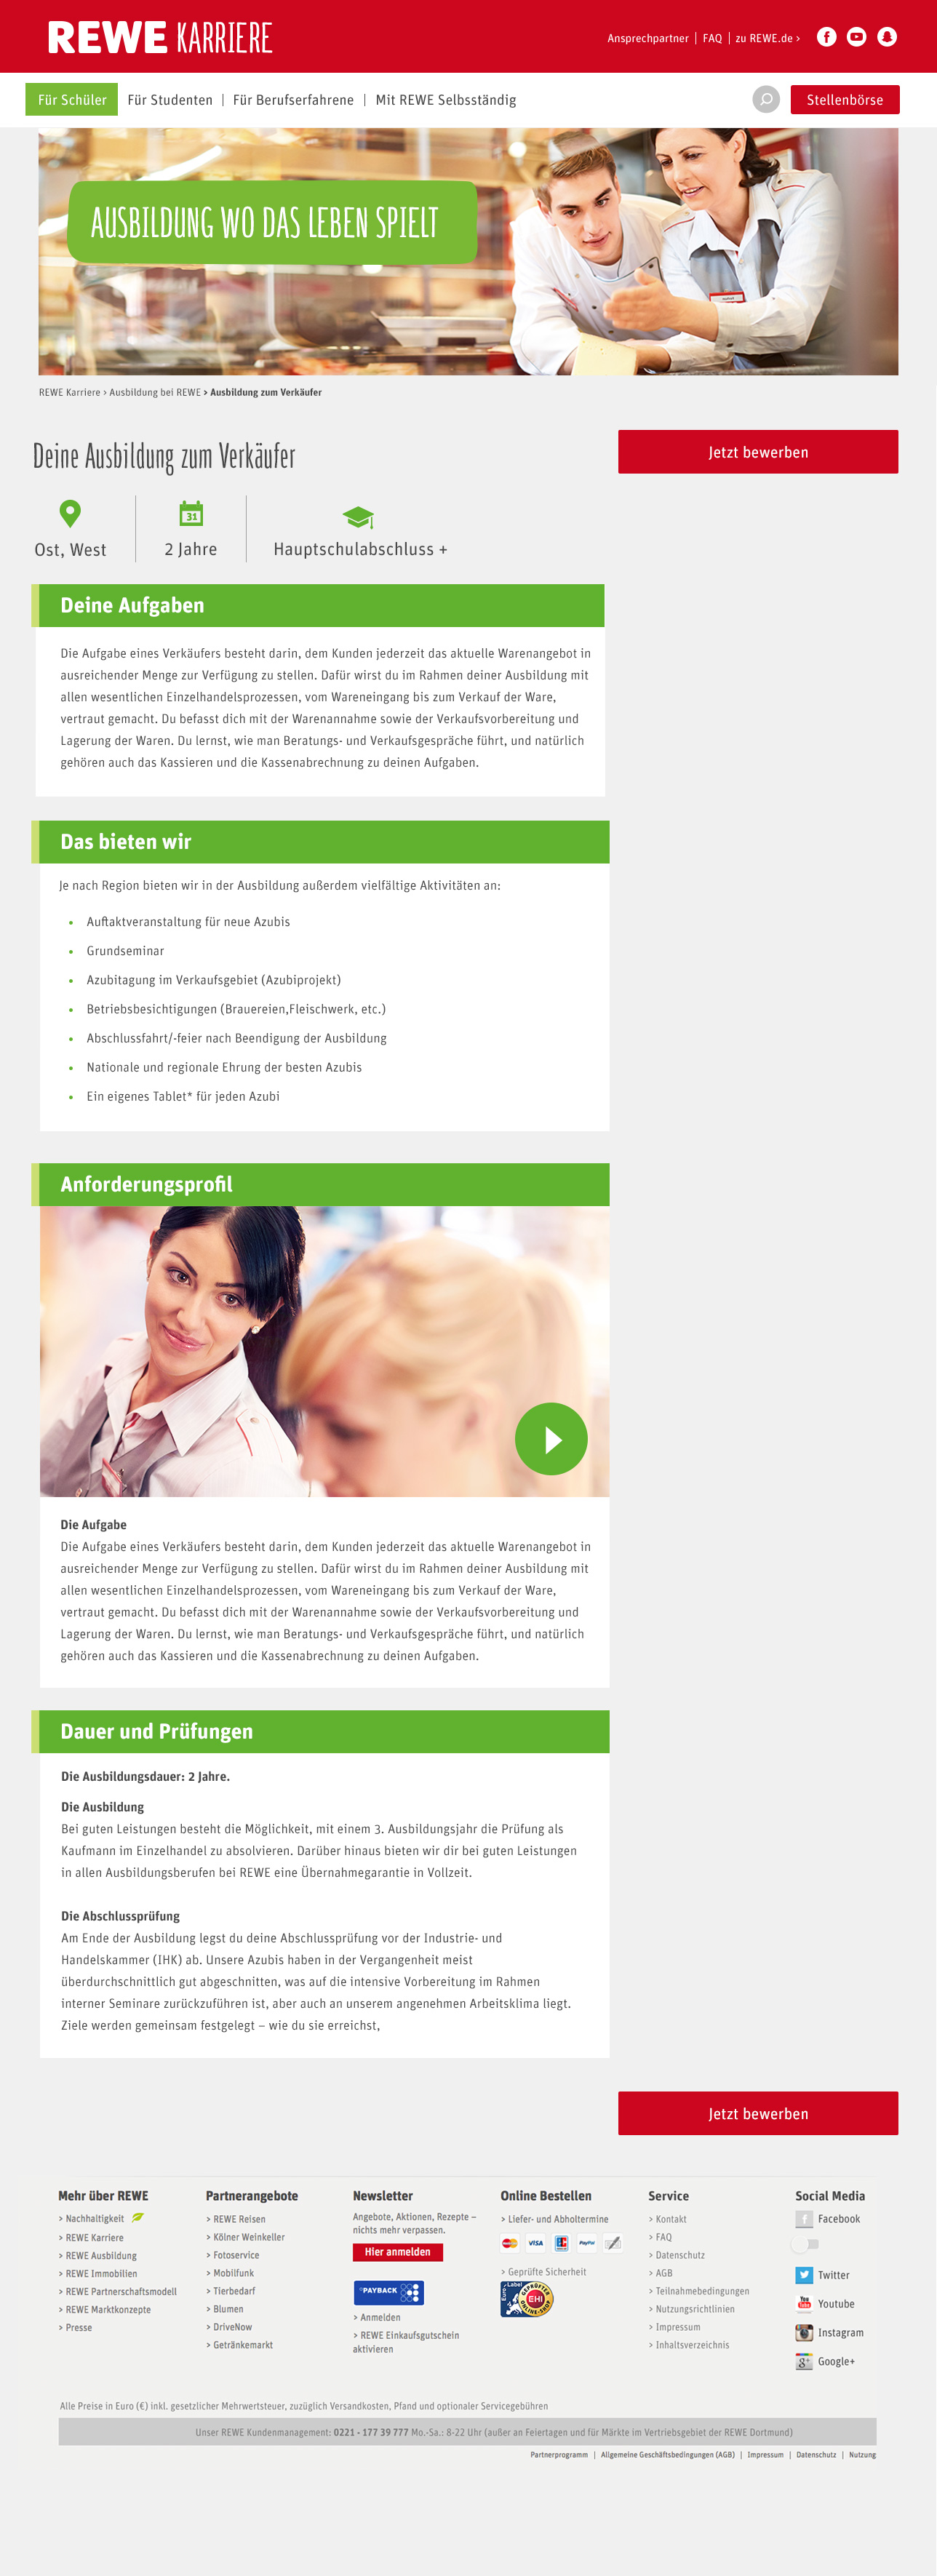 REWE KARRIERE
Ansprechpartner | FAQ | zu REWE.de ›
Für Schüler Für Studenten | Für Berufserfahrene | Mit REWE Selbsständig
Stellenbörse
AUSBILDUNG WO DAS LEBEN SPIELT
REWE Karriere › Ausbildung bei REWE › Ausbildung zum Verkäufer
Deine Ausbildung zum Verkäufer
Jetzt bewerben
31
Ost, West
2 Jahre
Hauptschulabschluss +
Deine Aufgaben
Die Aufgabe eines Verkäufers besteht darin, dem Kunden jederzeit das aktuelle Warenangebot in
ausreichender Menge zur Verfügung zu stellen. Dafür wirst du im Rahmen deiner Ausbildung mit
allen wesentlichen Einzelhandelsprozessen, vom Wareneingang bis zum Verkauf der Ware,
vertraut gemacht. Du befasst dich mit der Warenannahme sowie der Verkaufsvorbereitung und
Lagerung der Waren. Du lernst, wie man Beratungs- und Verkaufsgespräche führt, und natürlich
gehören auch das Kassieren und die Kassenabrechnung zu deinen Aufgaben.
Das bieten wir
Je nach Region bieten wir in der Ausbildung außerdem vielfältige Aktivitäten an:
• Auftaktveranstaltung für neue Azubis
• Grundseminar
• Azubitagung im Verkaufsgebiet (Azubiprojekt)
• Betriebsbesichtigungen (Brauereien,Fleischwerk, etc.)
• Abschlussfahrt/-feier nach Beendigung der Ausbildung
• Nationale und regionale Ehrung der besten Azubis
• Ein eigenes Tablet* für jeden Azubi
Anforderungsprofil
Die Aufgabe
Die Aufgabe eines Verkäufers besteht darin, dem Kunden jederzeit das aktuelle Warenangebot in
ausreichender Menge zur Verfügung zu stellen. Dafür wirst du im Rahmen deiner Ausbildung mit
allen wesentlichen Einzelhandelsprozessen, vom Wareneingang bis zum Verkauf der Ware,
vertraut gemacht. Du befasst dich mit der Warenannahme sowie der Verkaufsvorbereitung und
Lagerung der Waren. Du lernst, wie man Beratungs- und Verkaufsgespräche führt, und natürlich
gehören auch das Kassieren und die Kassenabrechnung zu deinen Aufgaben.
Dauer und Prüfungen
Die Ausbildungsdauer: 2 Jahre.
Die Ausbildung
Bei guten Leistungen besteht die Möglichkeit, mit einem 3. Ausbildungsjahr die Prüfung als
Kaufmann im Einzelhandel zu absolvieren. Darüber hinaus bieten wir dir bei guten Leistungen
in allen Ausbildungsberufen bei REWE eine Übernahmegarantie in Vollzeit.
Die Abschlussprüfung
Am Ende der Ausbildung legst du deine Abschlussprüfung vor der Industrie- und
Handelskammer (IHK) ab. Unsere Azubis haben in der Vergangenheit meist
überdurchschnittlich gut abgeschnitten, was auf die intensive Vorbereitung im Rahmen
interner Seminare zurückzuführen ist, aber auch an unserem angenehmen Arbeitsklima liegt.
Ziele werden gemeinsam festgelegt – wie du sie erreichst,
Jetzt bewerben
Mehr über REWE
› Nachhaltigkeit
› REWE Karriere
› REWE Ausbildung
› REWE Immobilien
› REWE Partnerschaftsmodell
› REWE Marktkonzepte
› Presse
Partnerangebote
› REWE Reisen
› Kölner Weinkeller
› Fotoservice
› Mobilfunk
› Tierbedarf
› Blumen
› DriveNow
› Getränkemarkt
Newsletter
Angebote, Aktionen, Rezepte –
nichts mehr verpassen.
Hier anmelden
°PAYBACK
› Anmelden
› REWE Einkaufsgutschein
aktivieren
Online Bestellen
› Liefer- und Abholtermine
VISA PayPal
› Geprüfte Sicherheit
Euro-Label GEPRÜFTER EHI ONLINE-SHOP
Service
› Kontakt
› FAQ
› Datenschutz
› AGB
› Teilnahmebedingungen
› Nutzungsrichtlinien
› Impressum
› Inhaltsverzeichnis
Social Media
Facebook
Twitter
Youtube
Instagram
Google+
Alle Preise in Euro (€) inkl. gesetzlicher Mehrwertsteuer, zuzüglich Versandkosten, Pfand und optionaler Servicegebühren
Unser REWE Kundenmanagement: 0221 - 177 39 777 Mo.-Sa.: 8-22 Uhr (außer an Feiertagen und für Märkte im Vertriebsgebiet der REWE Dortmund)
Partnerprogramm | Allgemeine Geschäftsbedingungen (AGB) | Impressum | Datenschutz | Nutzung